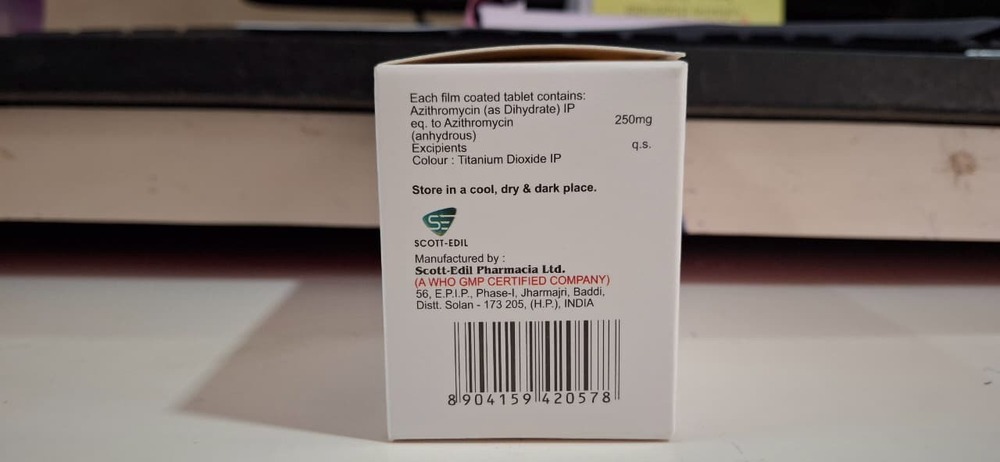 Each film coated tablet contains:
Azithromycin (as Dihydrate) IP
eq. to Azithromycin 250mg
(anhydrous)
Excipients q.s.
Colour : Titanium Dioxide IP
Store in a cool, dry & dark place.
SE
SCOTT-EDIL
Manufactured by :
Scott-Edil Pharmacia Ltd.
(A WHO GMP CERTIFIED COMPANY)
56, E.P.I.P., Phase-I, Jharmajri, Baddi,
Distt. Solan - 173 205, (H.P.), INDIA
8 904159 420578